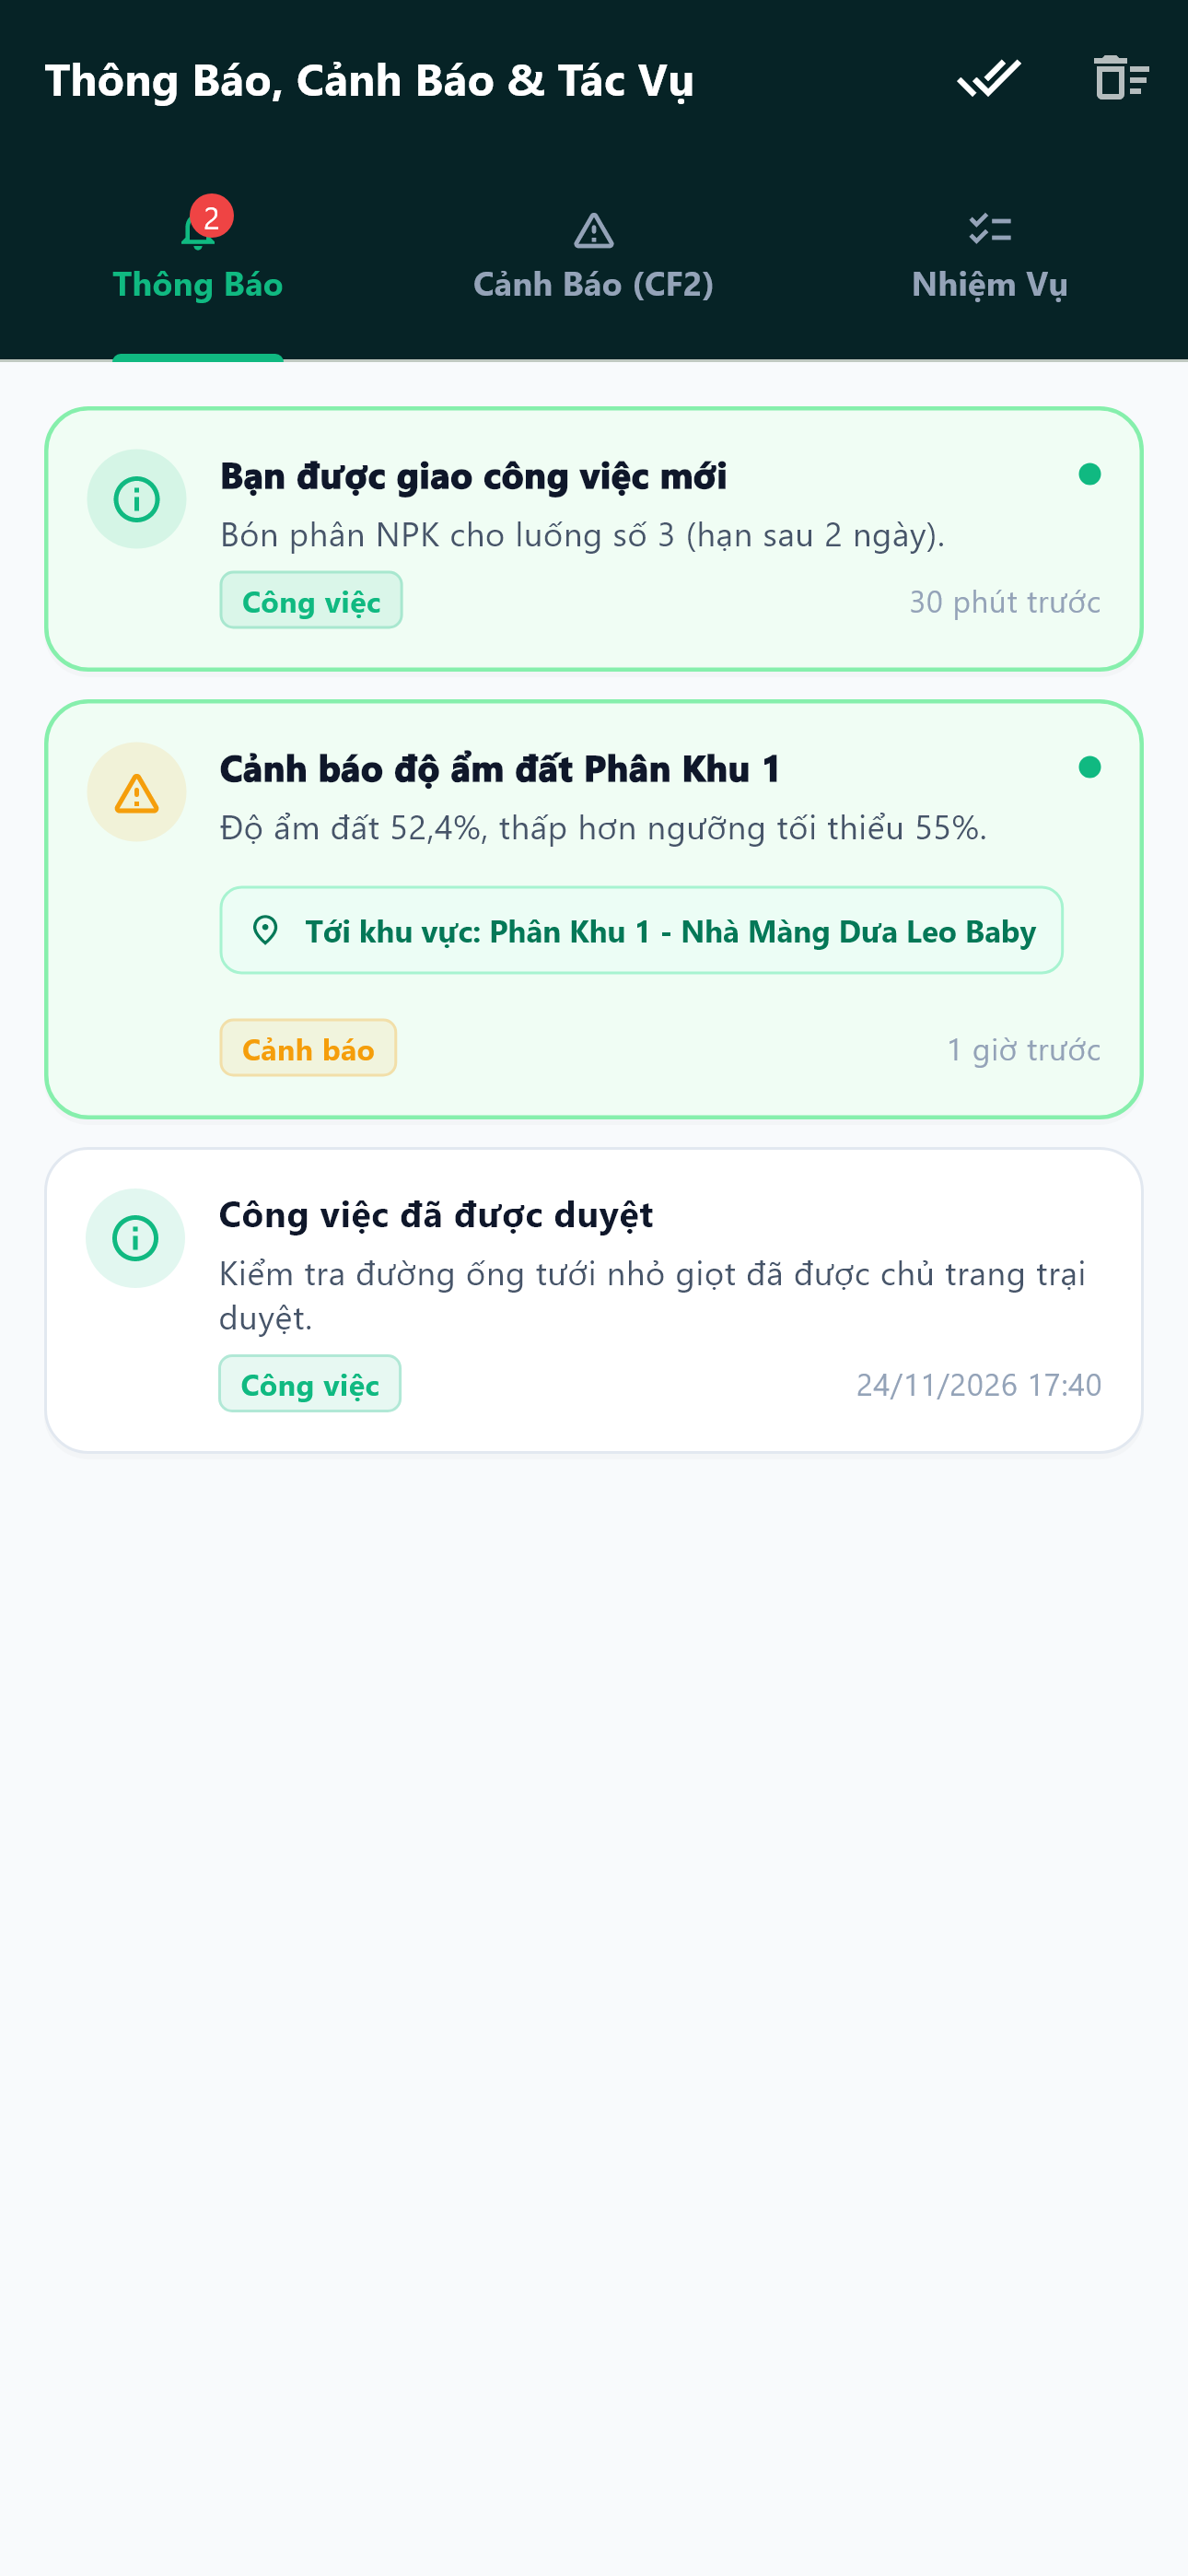 Thông Báo, Cảnh Báo & Tác Vụ
2
Thông Báo
Cảnh Báo (CF2)
Nhiệm Vụ
Bạn được giao công việc mới
Bón phân NPK cho luống số 3 (hạn sau 2 ngày).
Công việc
30 phút trước
Cảnh báo độ ẩm đất Phân Khu 1
Độ ẩm đất 52,4%, thấp hơn ngưỡng tối thiểu 55%.
Tới khu vực: Phân Khu 1 - Nhà Màng Dưa Leo Baby
Cảnh báo
1 giờ trước
Công việc đã được duyệt
Kiểm tra đường ống tưới nhỏ giọt đã được chủ trang trại
duyệt.
Công việc
24/11/2026 17:40